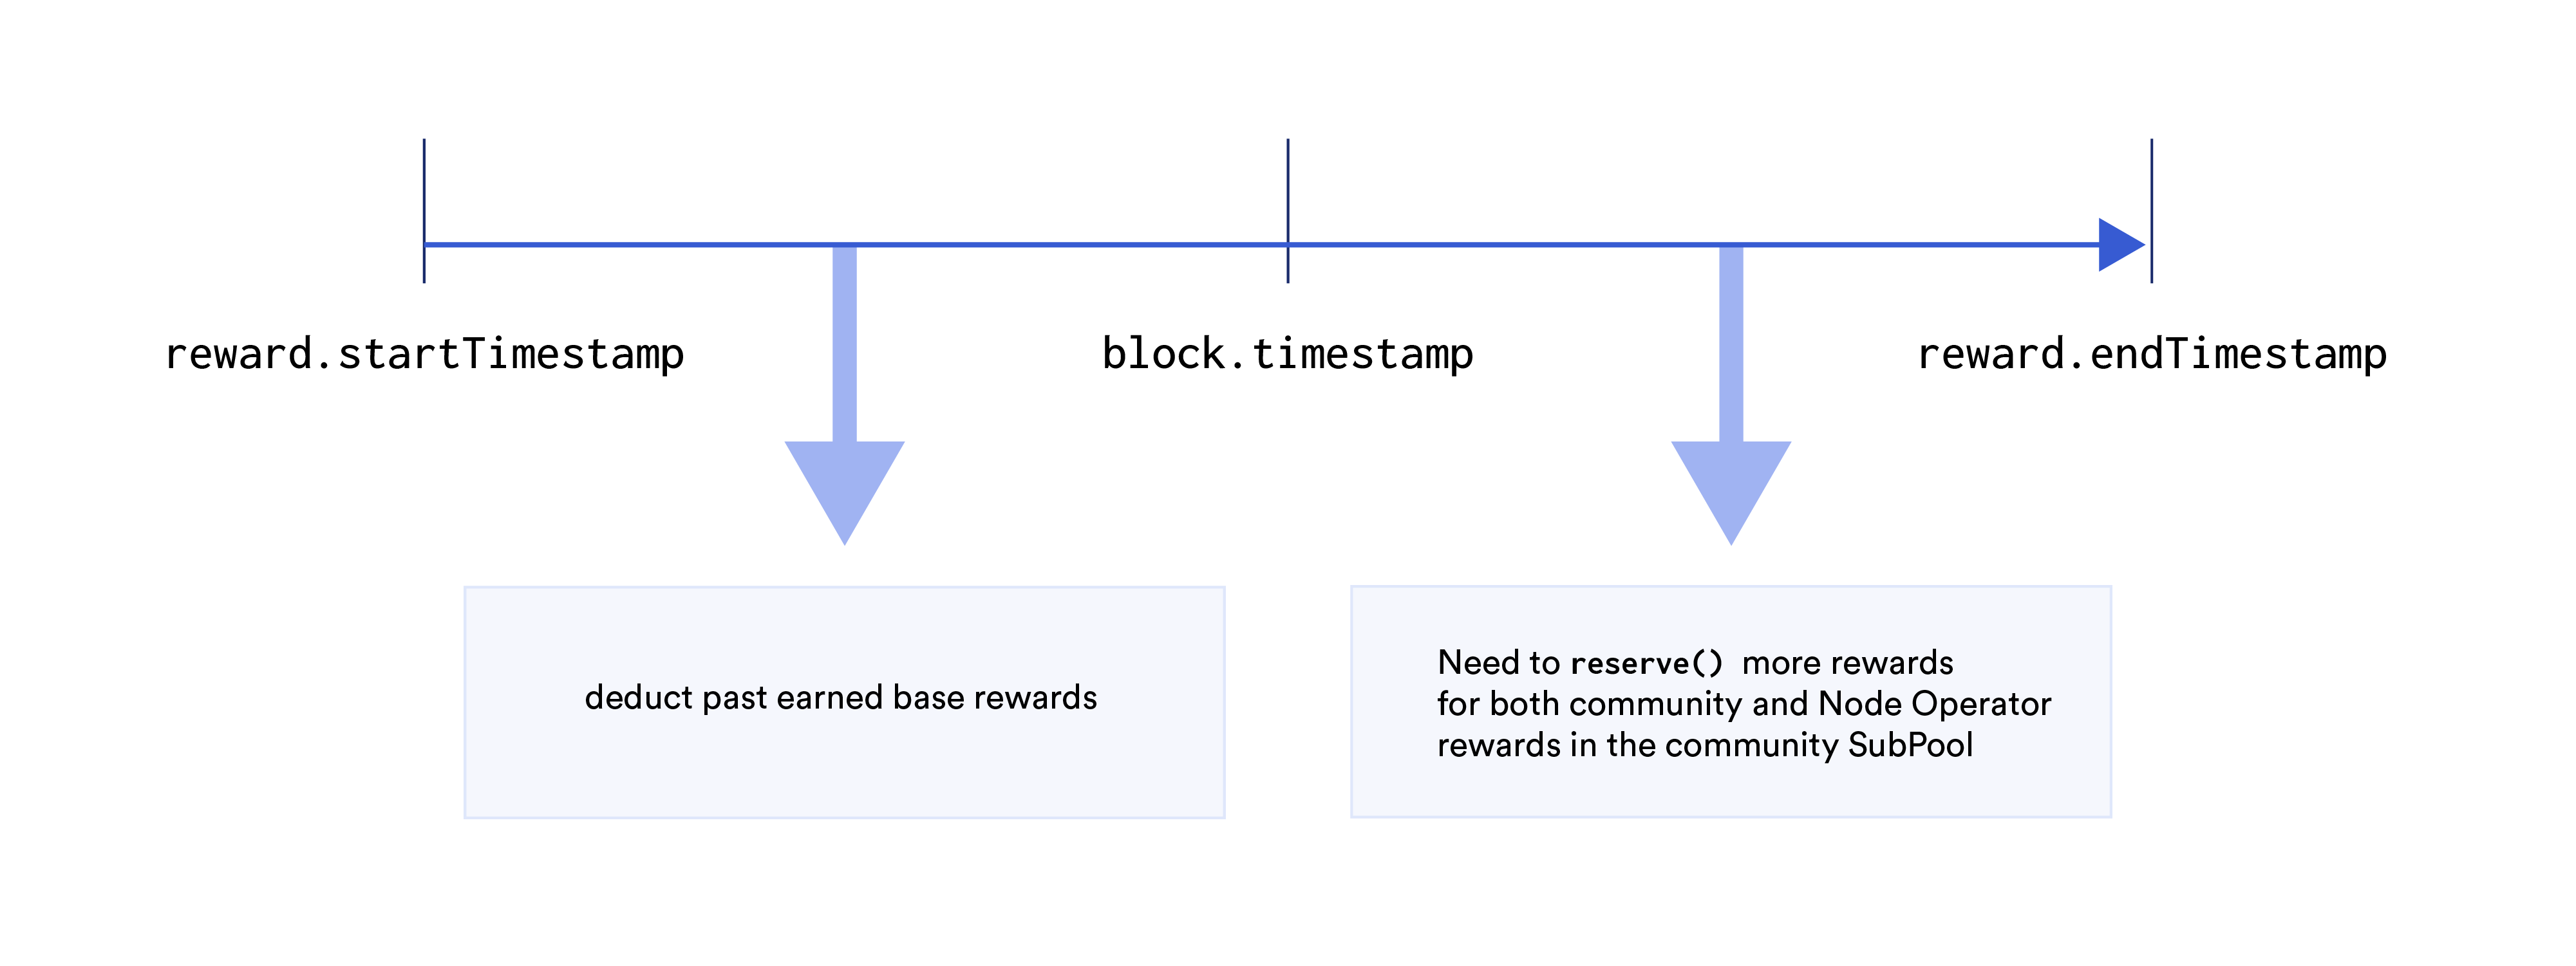 reward.startTimestamp
block.timestamp
reward.endTimestamp
deduct past earned base rewards
Need to reserve() more rewards
for both community and Node Operator
rewards in the community SubPool